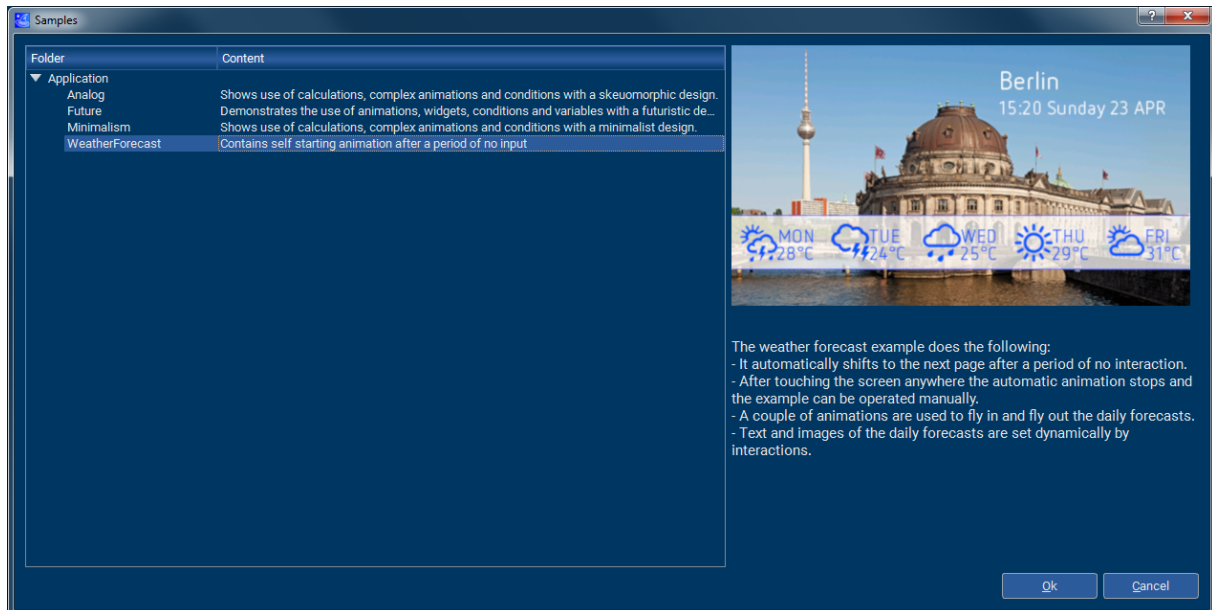 Samples
?
X
Folder Content
Application
Analog Shows use of calculations, complex animations and conditions with a skeuomorphic design.
Future Demonstrates the use of animations, widgets, conditions and variables with a futuristic de...
Minimalism Shows use of calculations, complex animations and conditions with a minimalist design.
WeatherForecast Contains self starting animation after a period of no input
Berlin
15:20 Sunday 23 APR
MON TUE WED THU FRI
28°C 24°C 25°C 29°C 31°C
The weather forecast example does the following:
- It automatically shifts to the next page after a period of no interaction.
- After touching the screen anywhere the automatic animation stops and
the example can be operated manually.
- A couple of animations are used to fly in and fly out the daily forecasts.
- Text and images of the daily forecasts are set dynamically by
interactions.
Ok Cancel